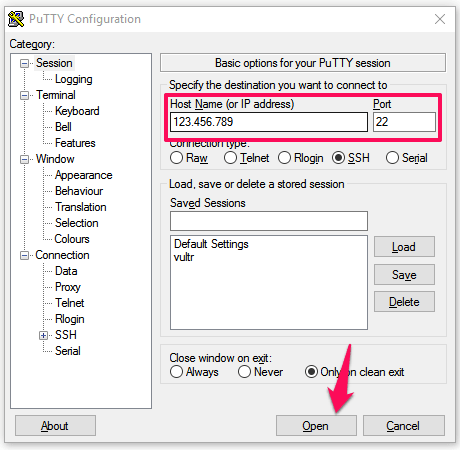 PuTTY Configuration
Category:
Session
Logging
Terminal
Keyboard
Bell
Features
Window
Appearance
Behaviour
Translation
Selection
Colours
Connection
Data
Proxy
Telnet
Rlogin
SSH
Serial
Basic options for your PuTTY session
Specify the destination you want to connect to
Host Name (or IP address) Port
123.456.789 22
Connection type:
Raw Telnet Rlogin SSH Serial
Load, save or delete a stored session
Saved Sessions
Default Settings Load
vultr
Save
Delete
Close window on exit:
Always Never Only on clean exit
About Open Cancel